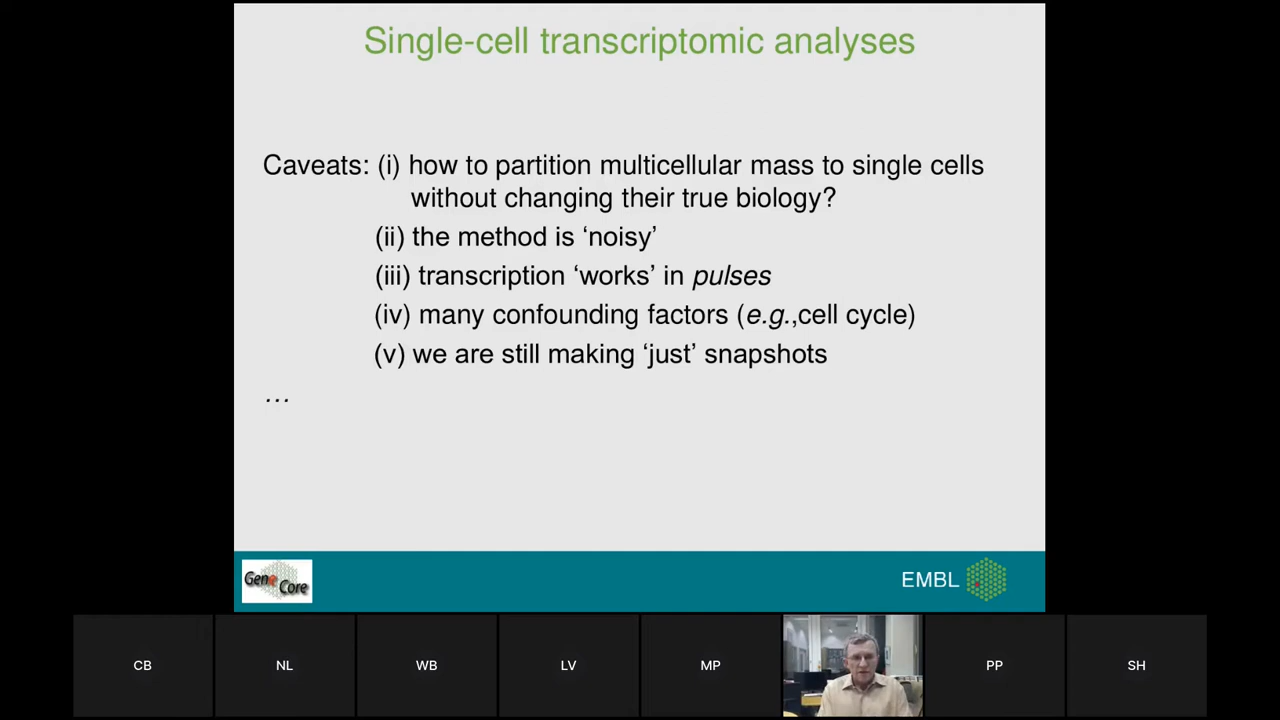 Single-cell transcriptomic analyses
Caveats: (i) how to partition multicellular mass to single cells
without changing their true biology?
(ii) the method is ‘noisy’
(iii) transcription ‘works’ in pulses
(iv) many confounding factors (e.g.,cell cycle)
(v) we are still making ‘just’ snapshots
…
Gene Core
EMBL
CB
NL
WB
LV
MP
PP
SH